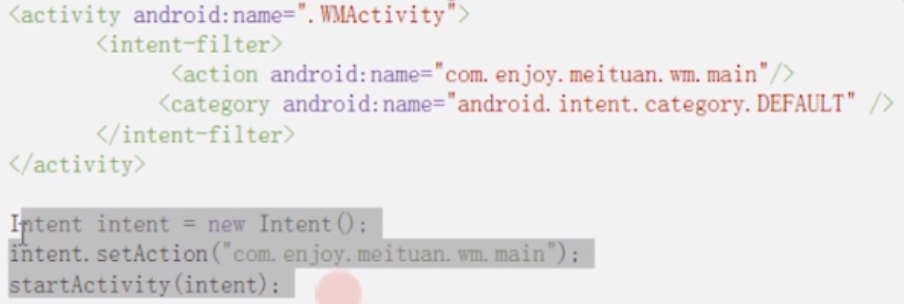 <activity android:name=".WMActivity">
<intent-filter>
<action android:name="com.enjoy.meituan.wm.main"/>
<category android:name="android.intent.category.DEFAULT" />
</intent-filter>
</activity>
Intent intent = new Intent();
intent.setAction("com.enjoy.meituan.wm.main");
startActivity(intent);